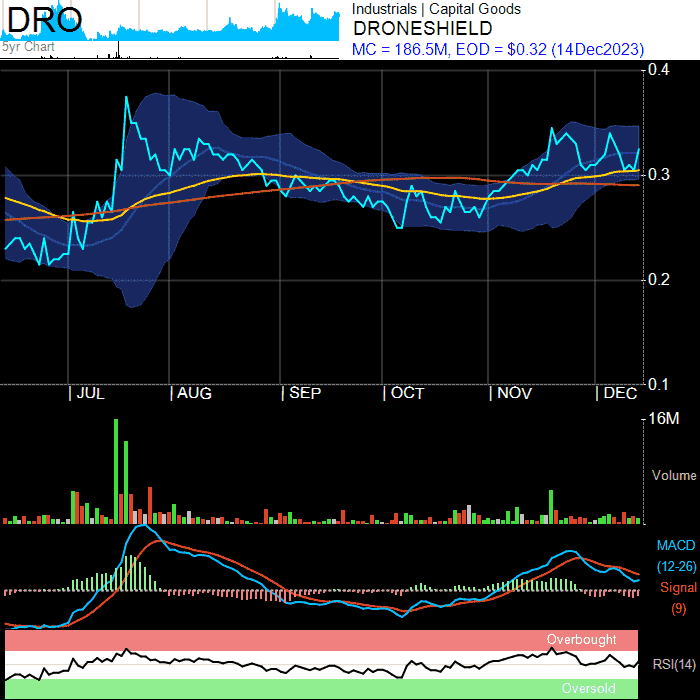 DRO
5yr Chart
Industrials | Capital Goods
DRONESHIELD
MC = 186.5M, EOD = $0.32 (14Dec2023)
0.4
0.3
0.2
0.1
| JUL | AUG | SEP | OCT | NOV | DEC
16M
Volume
MACD
(12-26)
Signal
(9)
Overbought
RSI(14)
Oversold